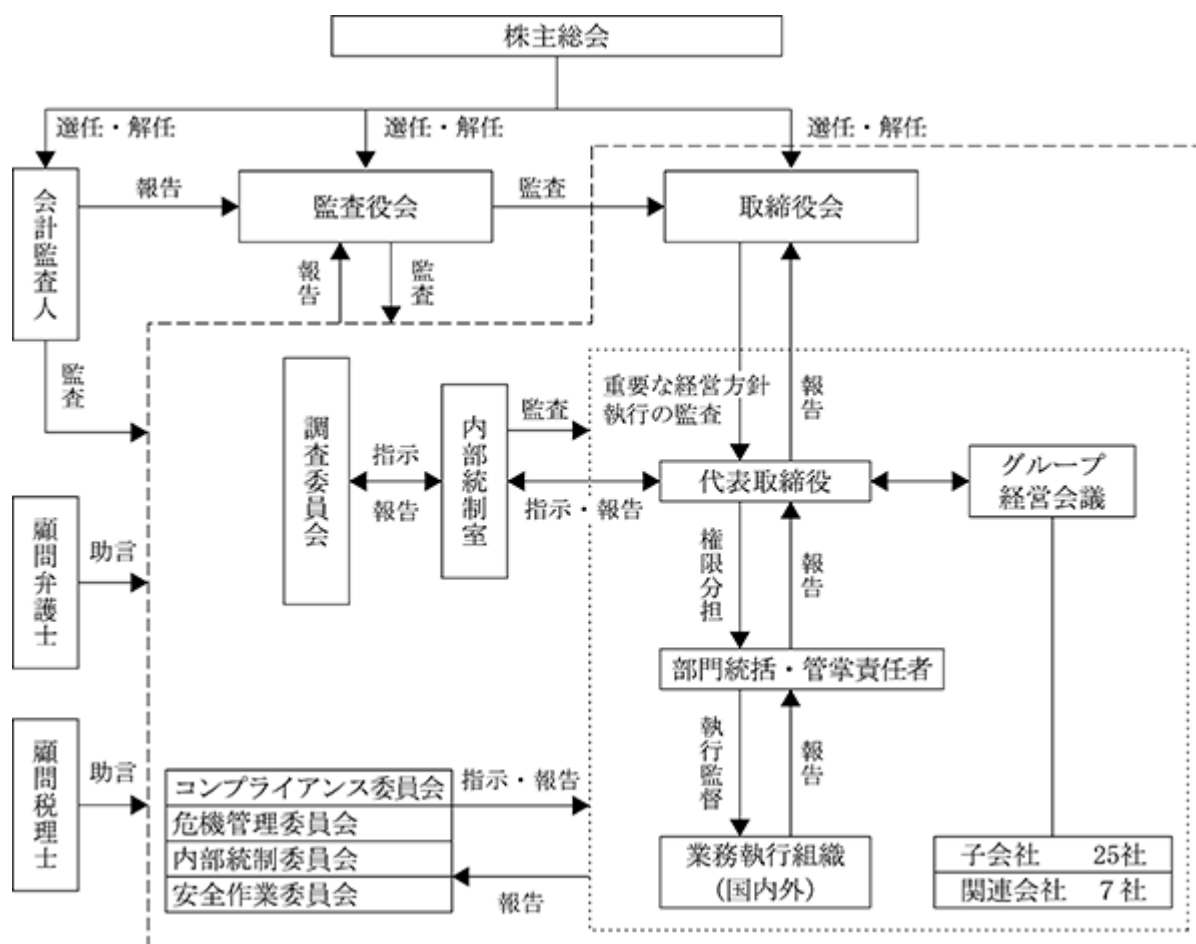 株主総会
選任・解任
選任・解任
選任・解任
会計監査人
報告
監査役会
監査
取締役会
報告
監査
監査
重要な経営方針
執行の監査
報告
調査委員会
指示
報告
内部統制室
監査
指示・報告
代表取締役
グループ
経営会議
顧問弁護士
助言
権限分担
報告
部門統括・管掌責任者
顧問税理士
助言
執行監督
報告
コンプライアンス委員会
危機管理委員会
内部統制委員会
安全作業委員会
指示・報告
報告
業務執行組織
(国内外)
子会社 25社
関連会社 7社